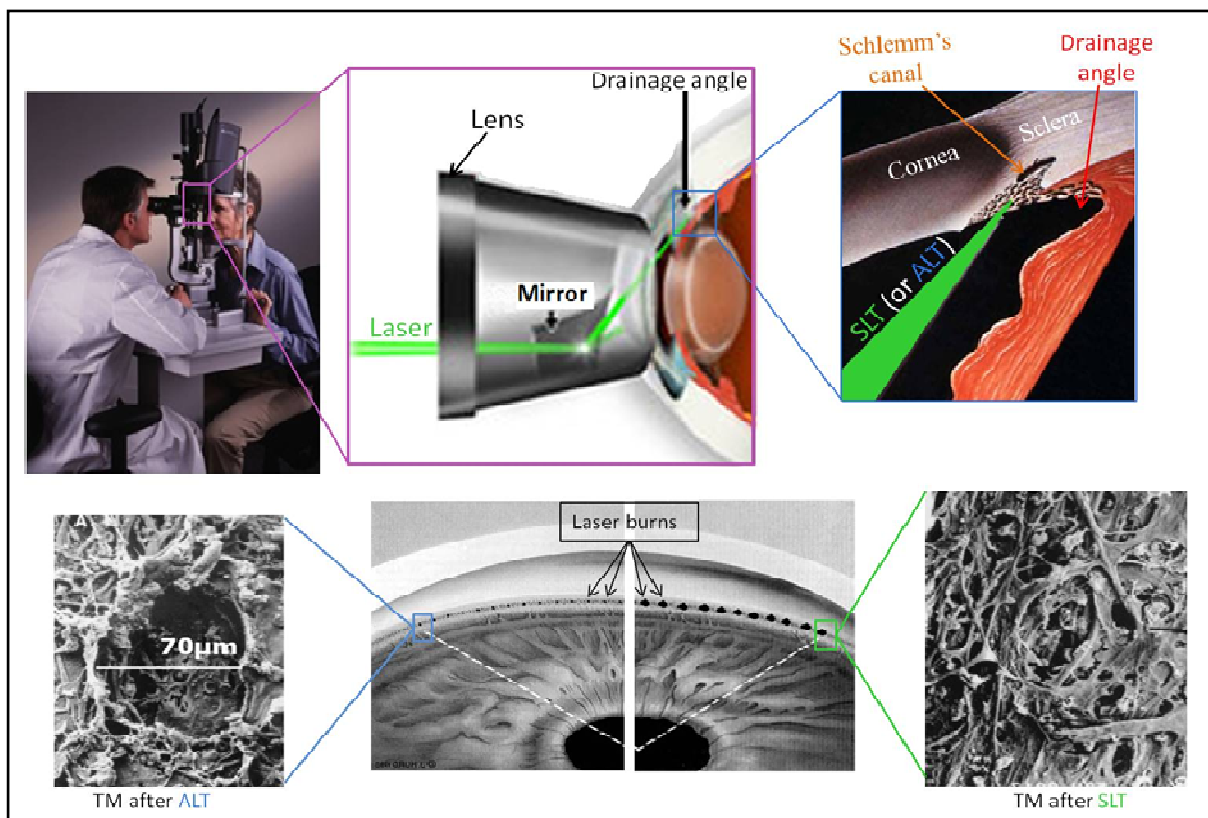 Schlemm's
canal
Drainage
angle
Drainage angle
Lens
Sclera
Cornea
Mirror
Laser
SLT (or ALT)
Laser burns
A
70µm
TM after ALT
TM after SLT